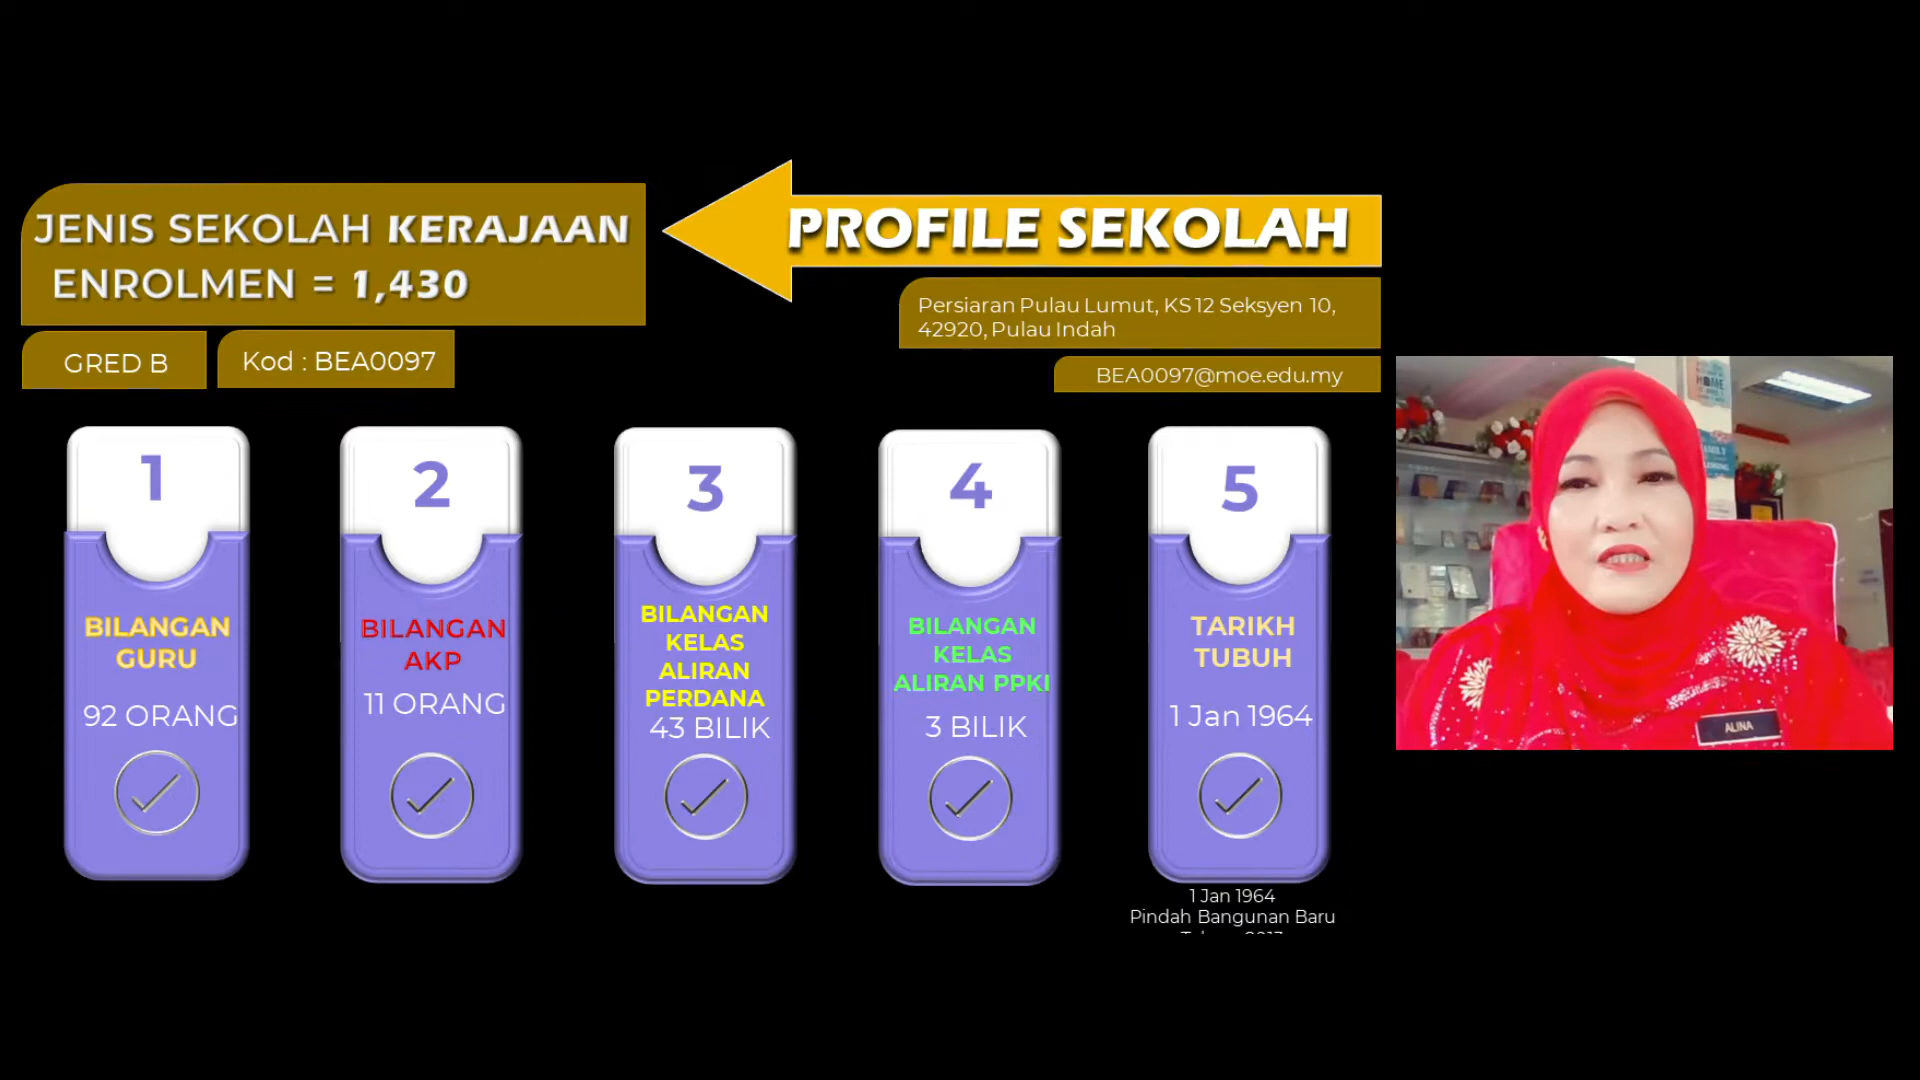 JENIS SEKOLAH KERAJAAN
ENROLMEN = 1,430
PROFILE SEKOLAH
Persiaran Pulau Lumut, KS 12 Seksyen 10,
42920, Pulau Indah
GRED B
Kod : BEA0097
BEA0097@moe.edu.my
1
BILANGAN
GURU
92 ORANG
2
BILANGAN
AKP
11 ORANG
3
BILANGAN
KELAS
ALIRAN
PERDANA
43 BILIK
4
BILANGAN
KELAS
ALIRAN PPKI
3 BILIK
5
TARIKH
TUBUH
1 Jan 1964
1 Jan 1964
Pindah Bangunan Baru
HOME
FAMILY
ALINA